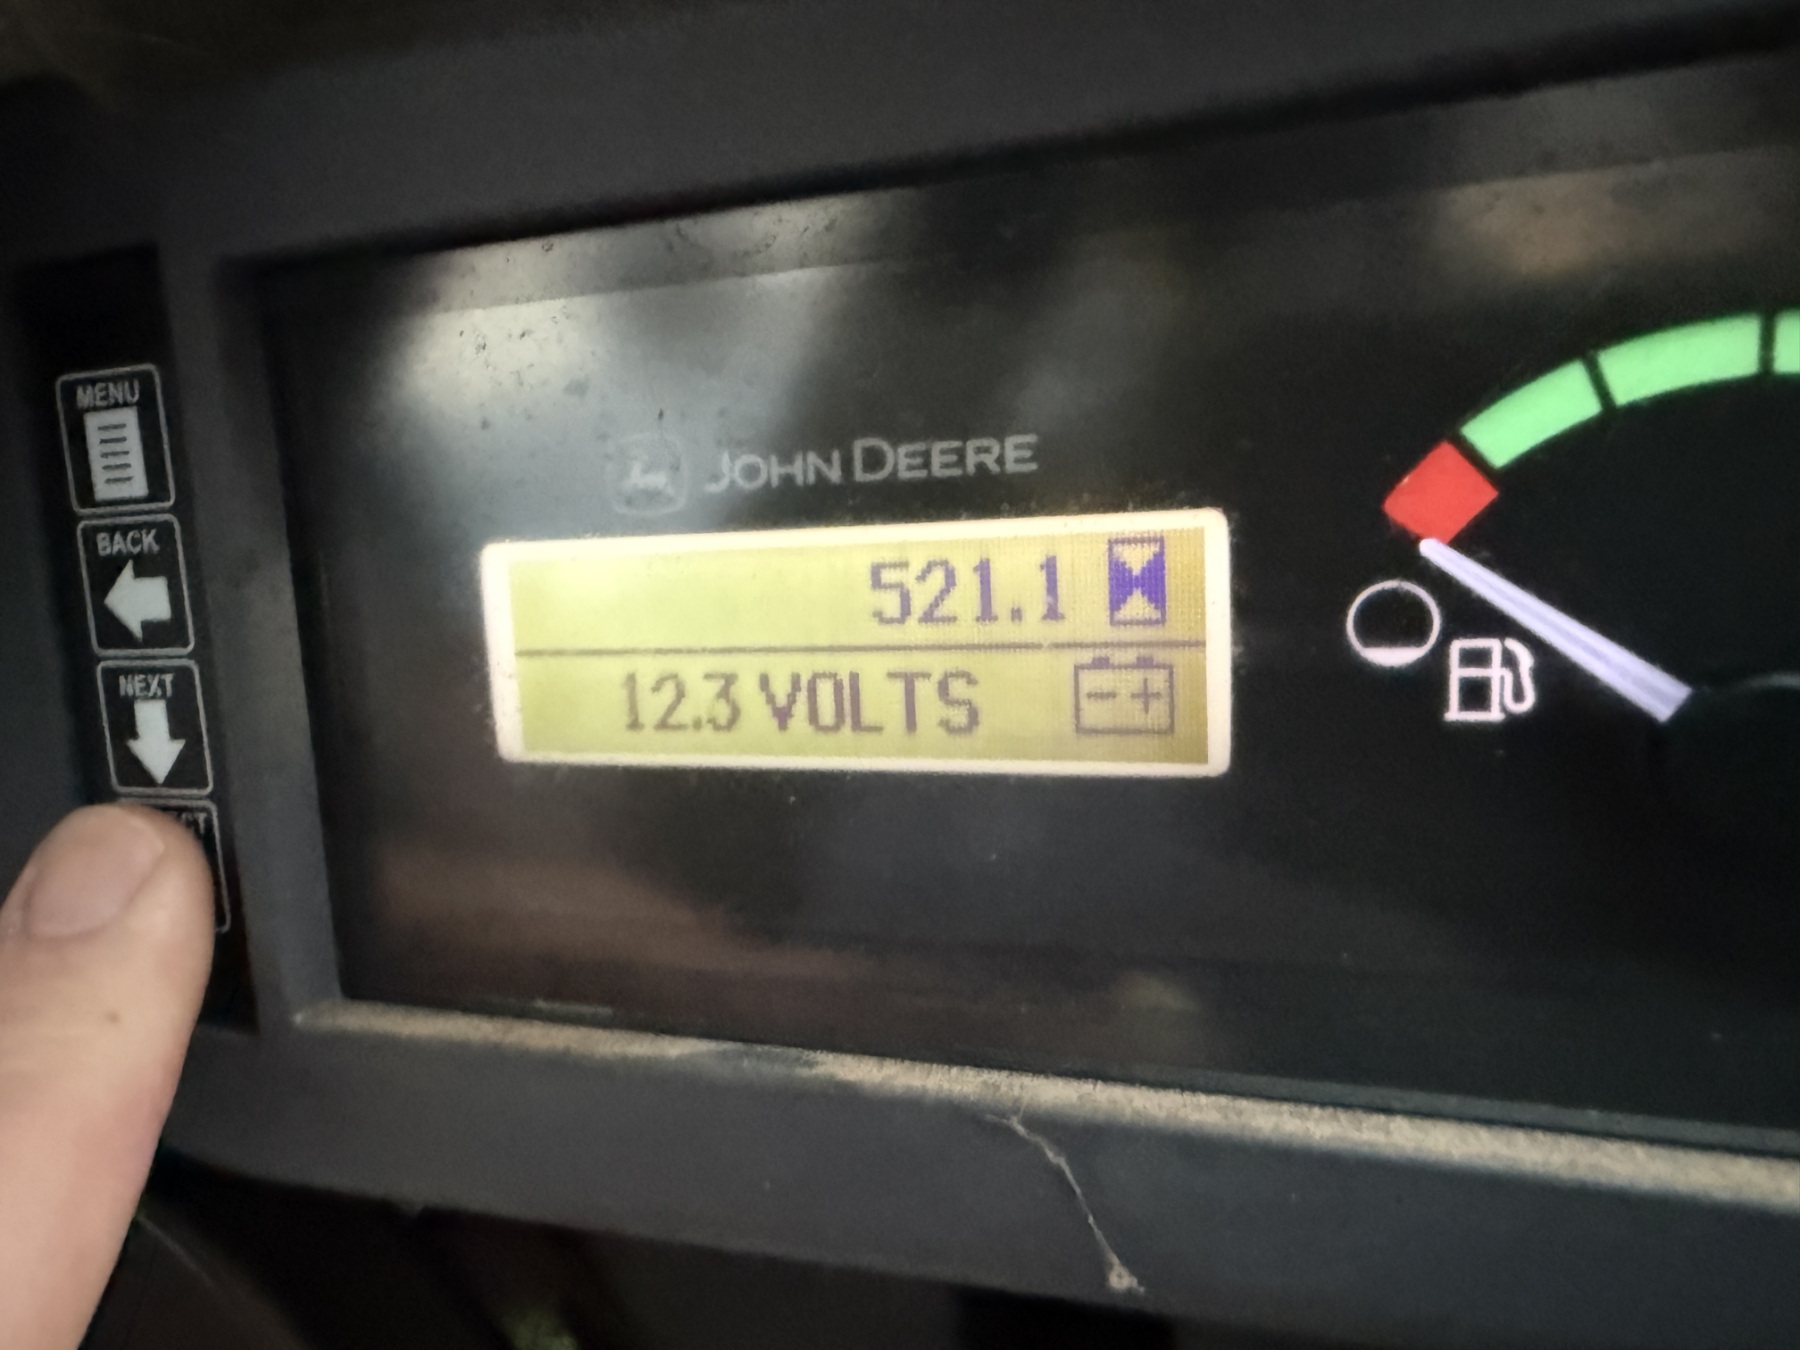 MENU
BACK
NEXT
JOHN DEERE
521.1
12.3 VOLTS